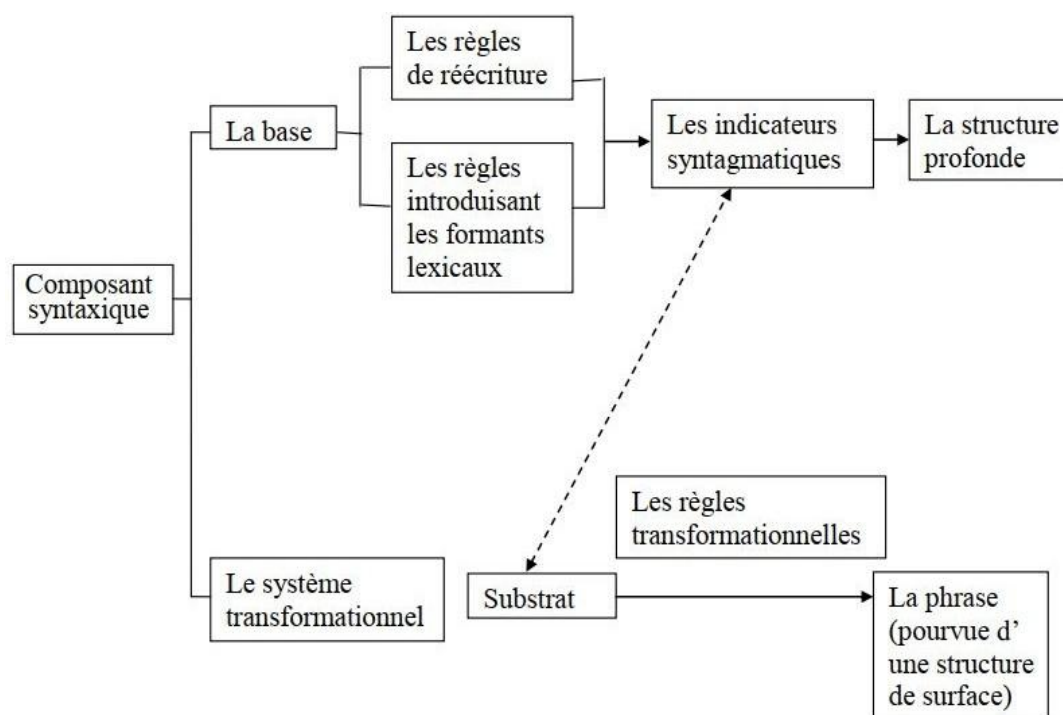 Les règles
de réécriture
La base
Les indicateurs
syntagmatiques
La structure
profonde
Les règles
introduisant
les formants
lexicaux
Composant
syntaxique
Les règles
transformationnelles
Le système
transformationnel
Substrat
La phrase
(pourvue d’
une structure
de surface)